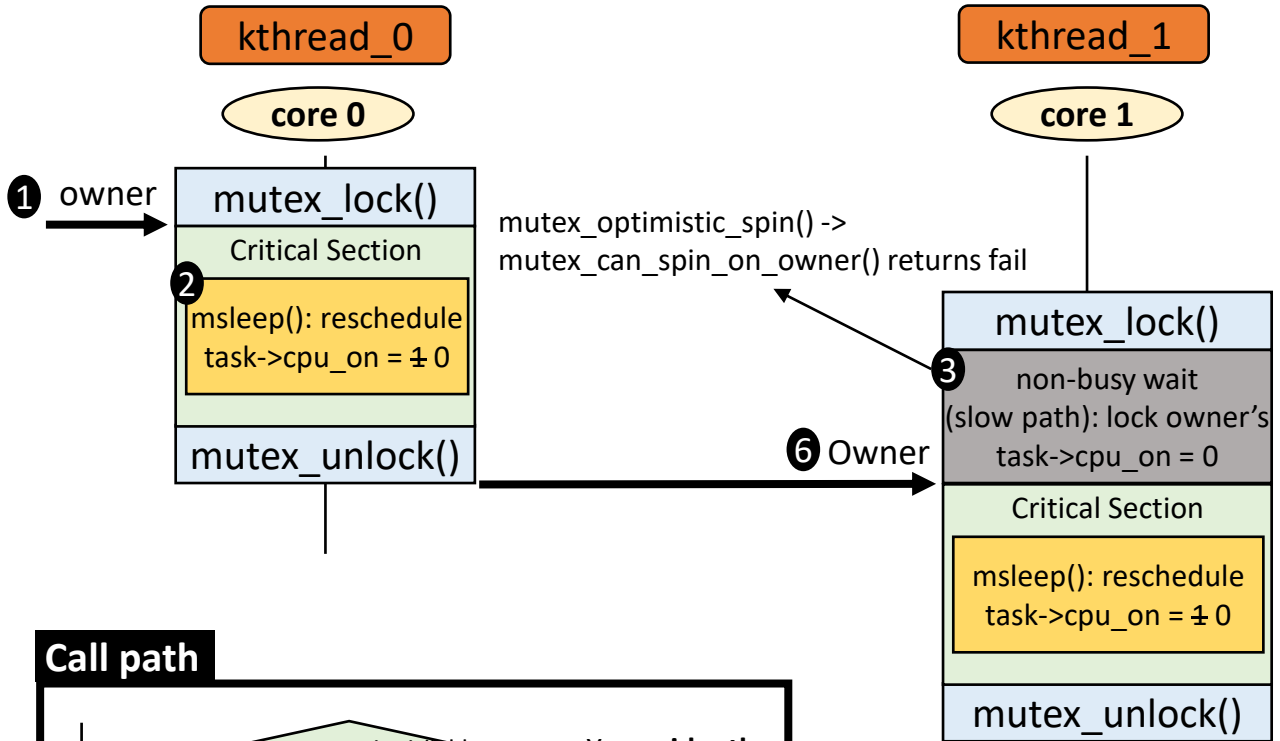 kthread_0
kthread_1
core 0
core 1
1 owner
mutex_lock()
Critical Section
2
msleep(): reschedule
task->cpu_on = 1 0
mutex_unlock()
mutex_optimistic_spin() ->
mutex_can_spin_on_owner() returns fail
mutex_lock()
3
non-busy wait
(slow path): lock owner's
task->cpu_on = 0
6 Owner
Critical Section
msleep(): reschedule
task->cpu_on = 1 0
mutex_unlock()
Call path